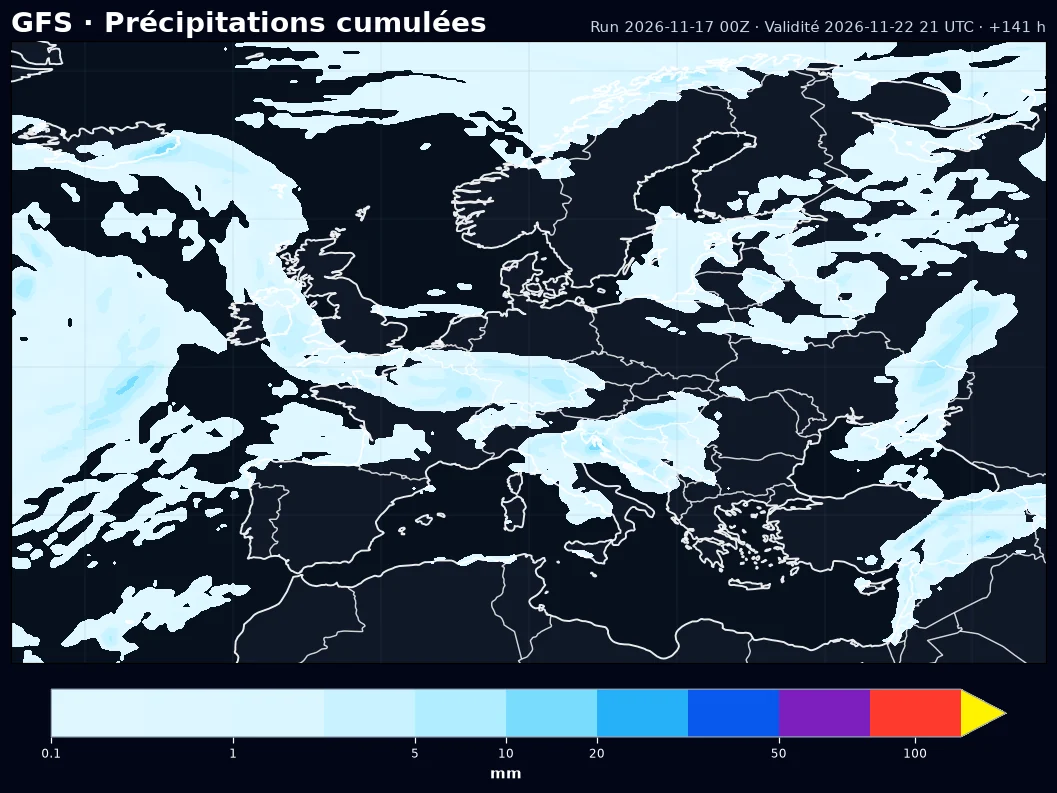 GFS · Précipitations cumulées
Run 2026-11-17 00Z · Validité 2026-11-22 21 UTC · +141 h
0.1 1 5 10 20 50 100
mm